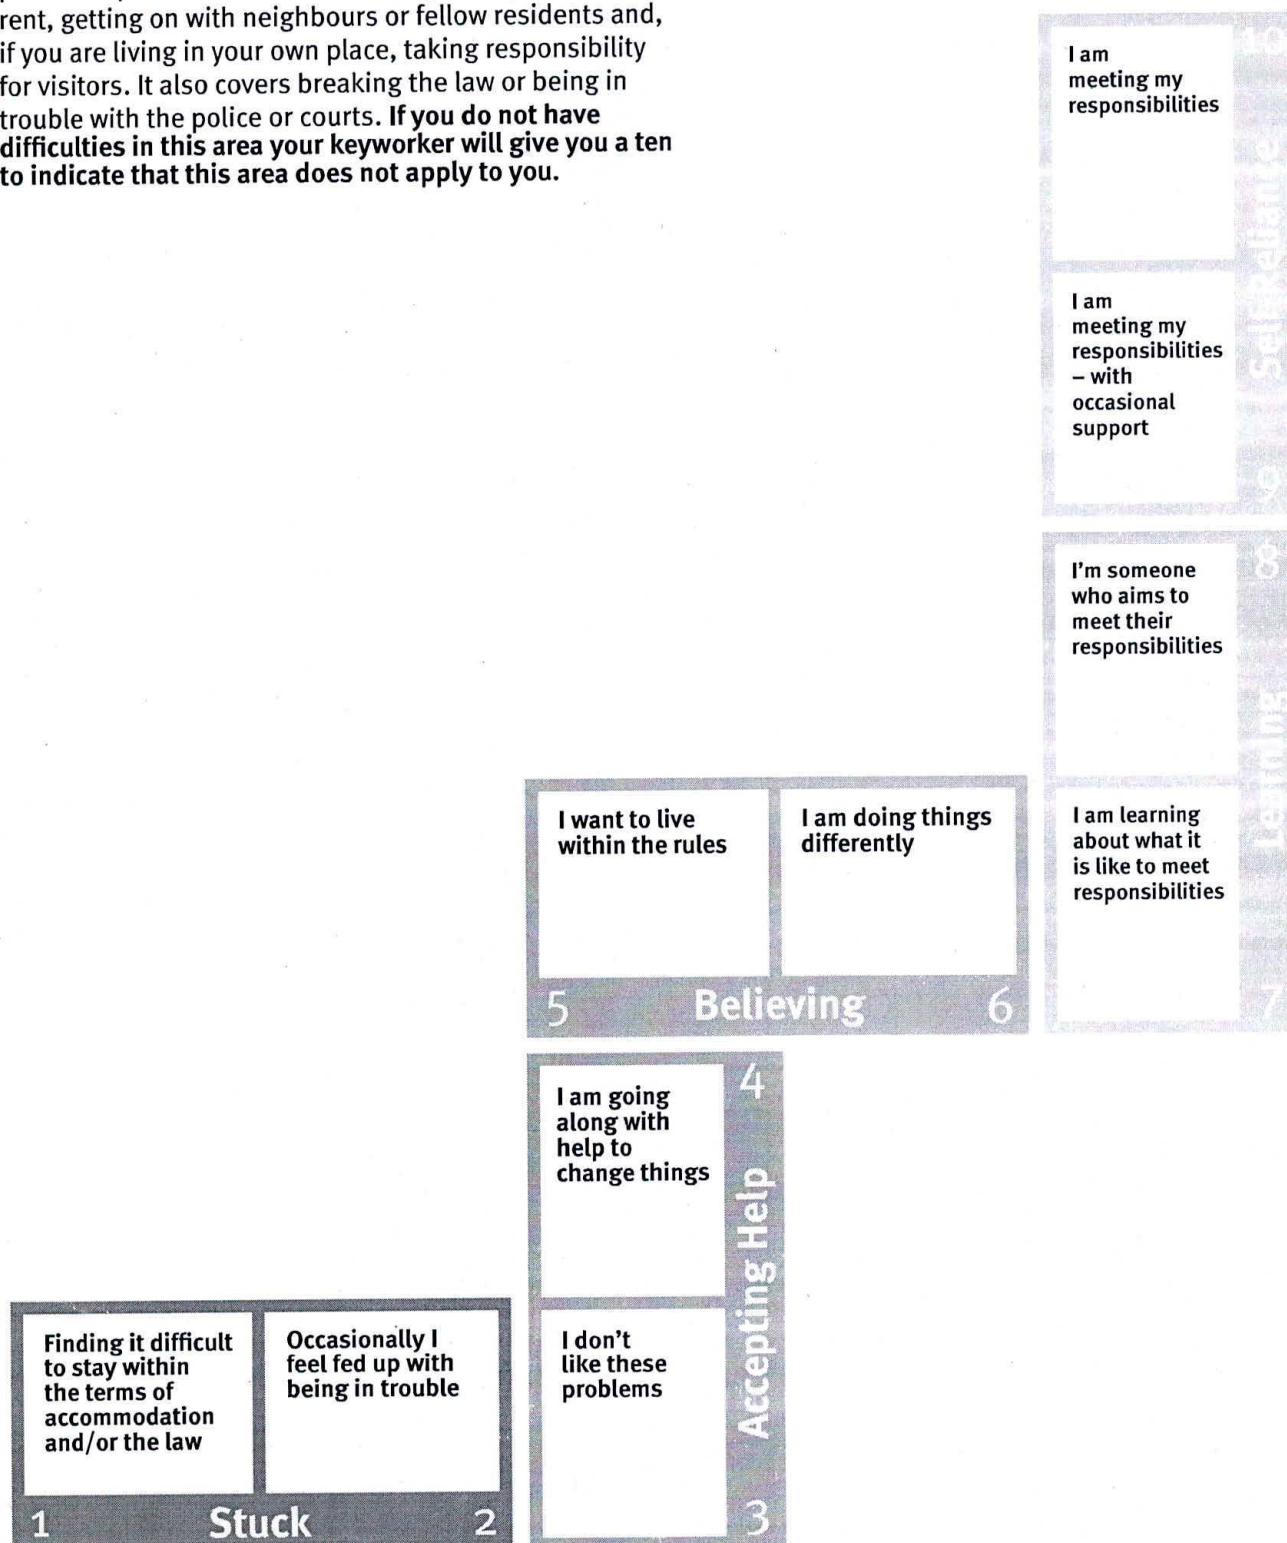 rent, getting on with neighbours or fellow residents and,
if you are living in your own place, taking responsibility
for visitors. It also covers breaking the law or being in
trouble with the police or courts. If you do not have
difficulties in this area your keyworker will give you a ten
to indicate that this area does not apply to you.
I am
meeting my
responsibilities
10
I am
meeting my
responsibilities
– with
occasional
support
9
Self-Reliance
I'm someone
who aims to
meet their
responsibilities
8
I am learning
about what it
is like to meet
responsibilities
7
Learning
I want to live
within the rules
I am doing things
differently
5 Believing 6
I am going
along with
help to
change things
4
Accepting Help
I don't
like these
problems
3
Finding it difficult
to stay within
the terms of
accommodation
and/or the law
Occasionally I
feel fed up with
being in trouble
1 Stuck 2